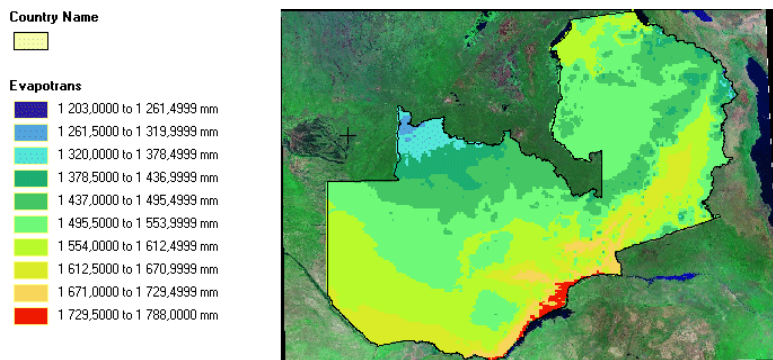 Country Name
Evapotrans
1 203,0000 to 1 261,4999 mm
1 261,5000 to 1 319,9999 mm
1 320,0000 to 1 378,4999 mm
1 378,5000 to 1 436,9999 mm
1 437,0000 to 1 495,4999 mm
1 495,5000 to 1 553,9999 mm
1 554,0000 to 1 612,4999 mm
1 612,5000 to 1 670,9999 mm
1 671,0000 to 1 729,4999 mm
1 729,5000 to 1 788,0000 mm